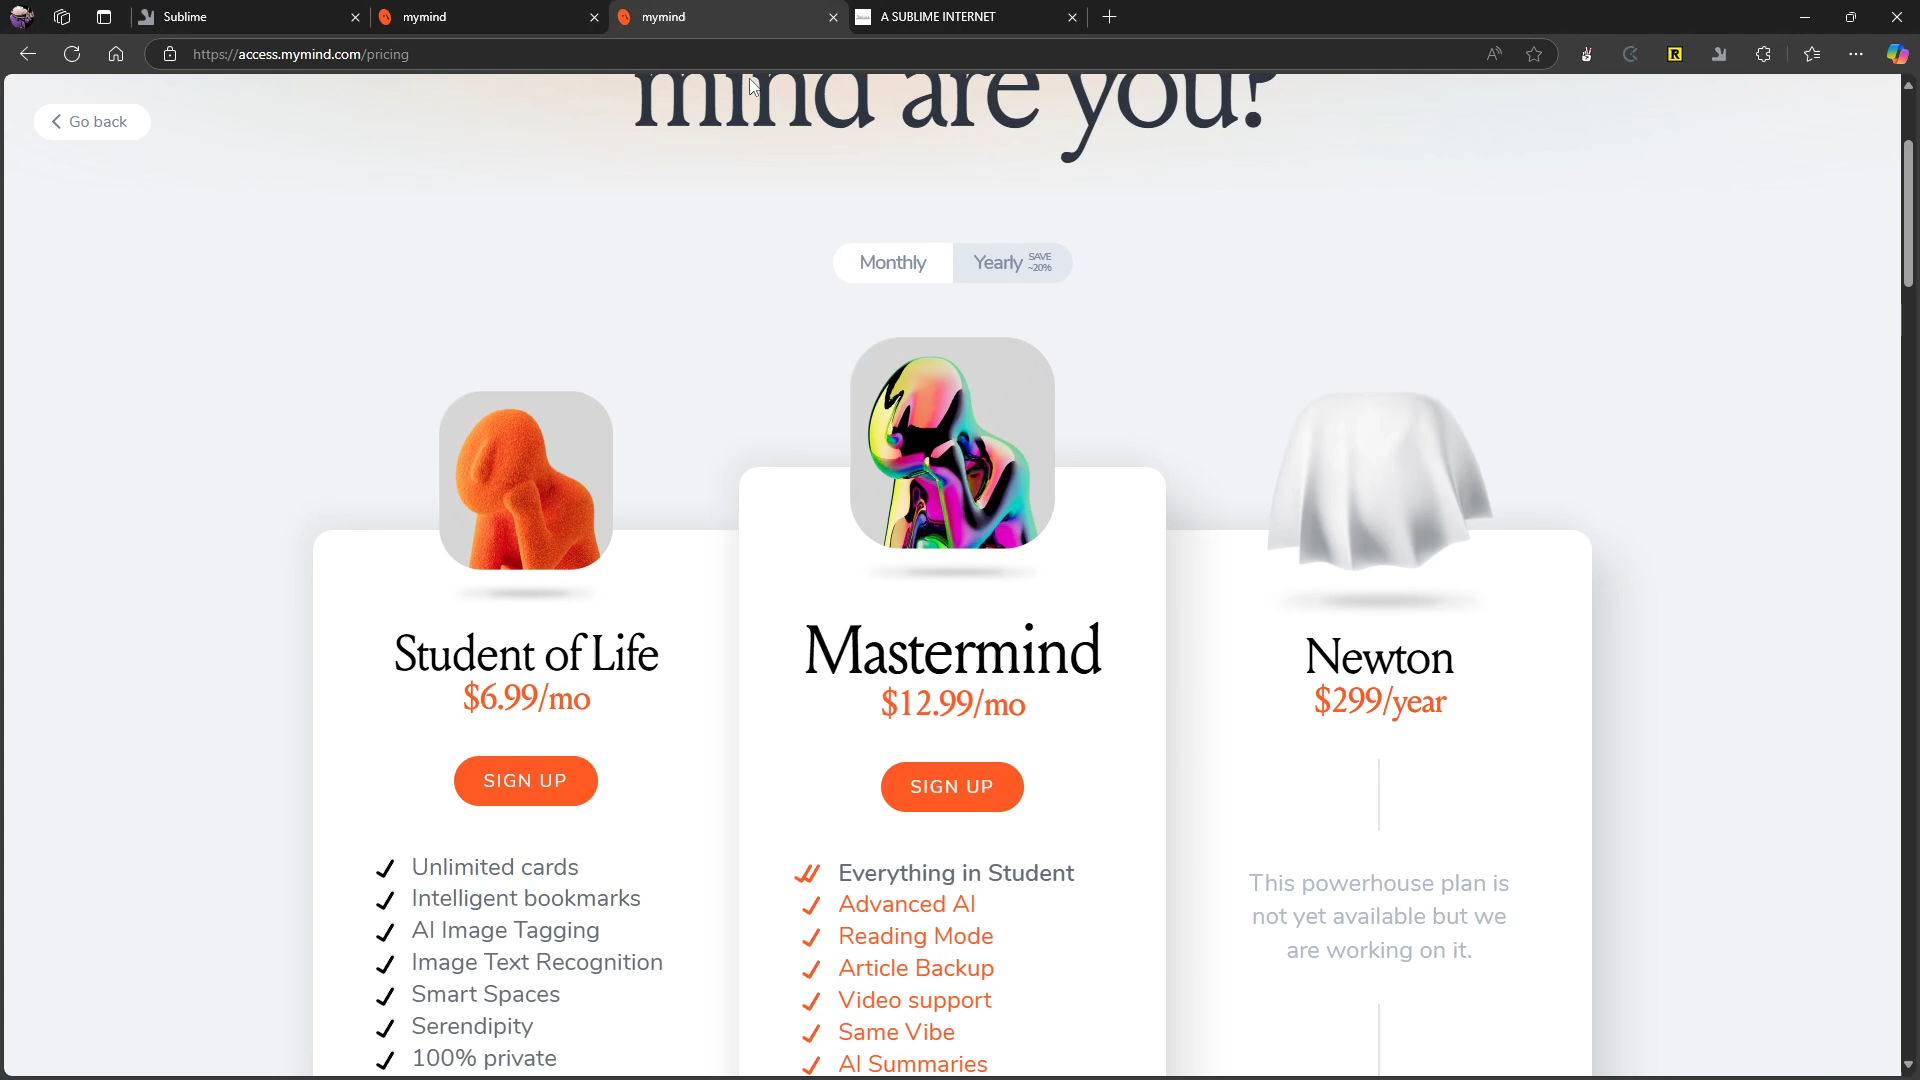 Sublime
mymind
mymind
A SUBLIME INTERNET
https://access.mymind.com/pricing
mind are you?
Go back
Monthly
Yearly SAVE ~20%
Student of Life
$6.99/mo
SIGN UP
Unlimited cards
Intelligent bookmarks
AI Image Tagging
Image Text Recognition
Smart Spaces
Serendipity
100% private
Mastermind
$12.99/mo
SIGN UP
Everything in Student
Advanced AI
Reading Mode
Article Backup
Video support
Same Vibe
AI Summaries
Newton
$299/year
This powerhouse plan is
not yet available but we
are working on it.